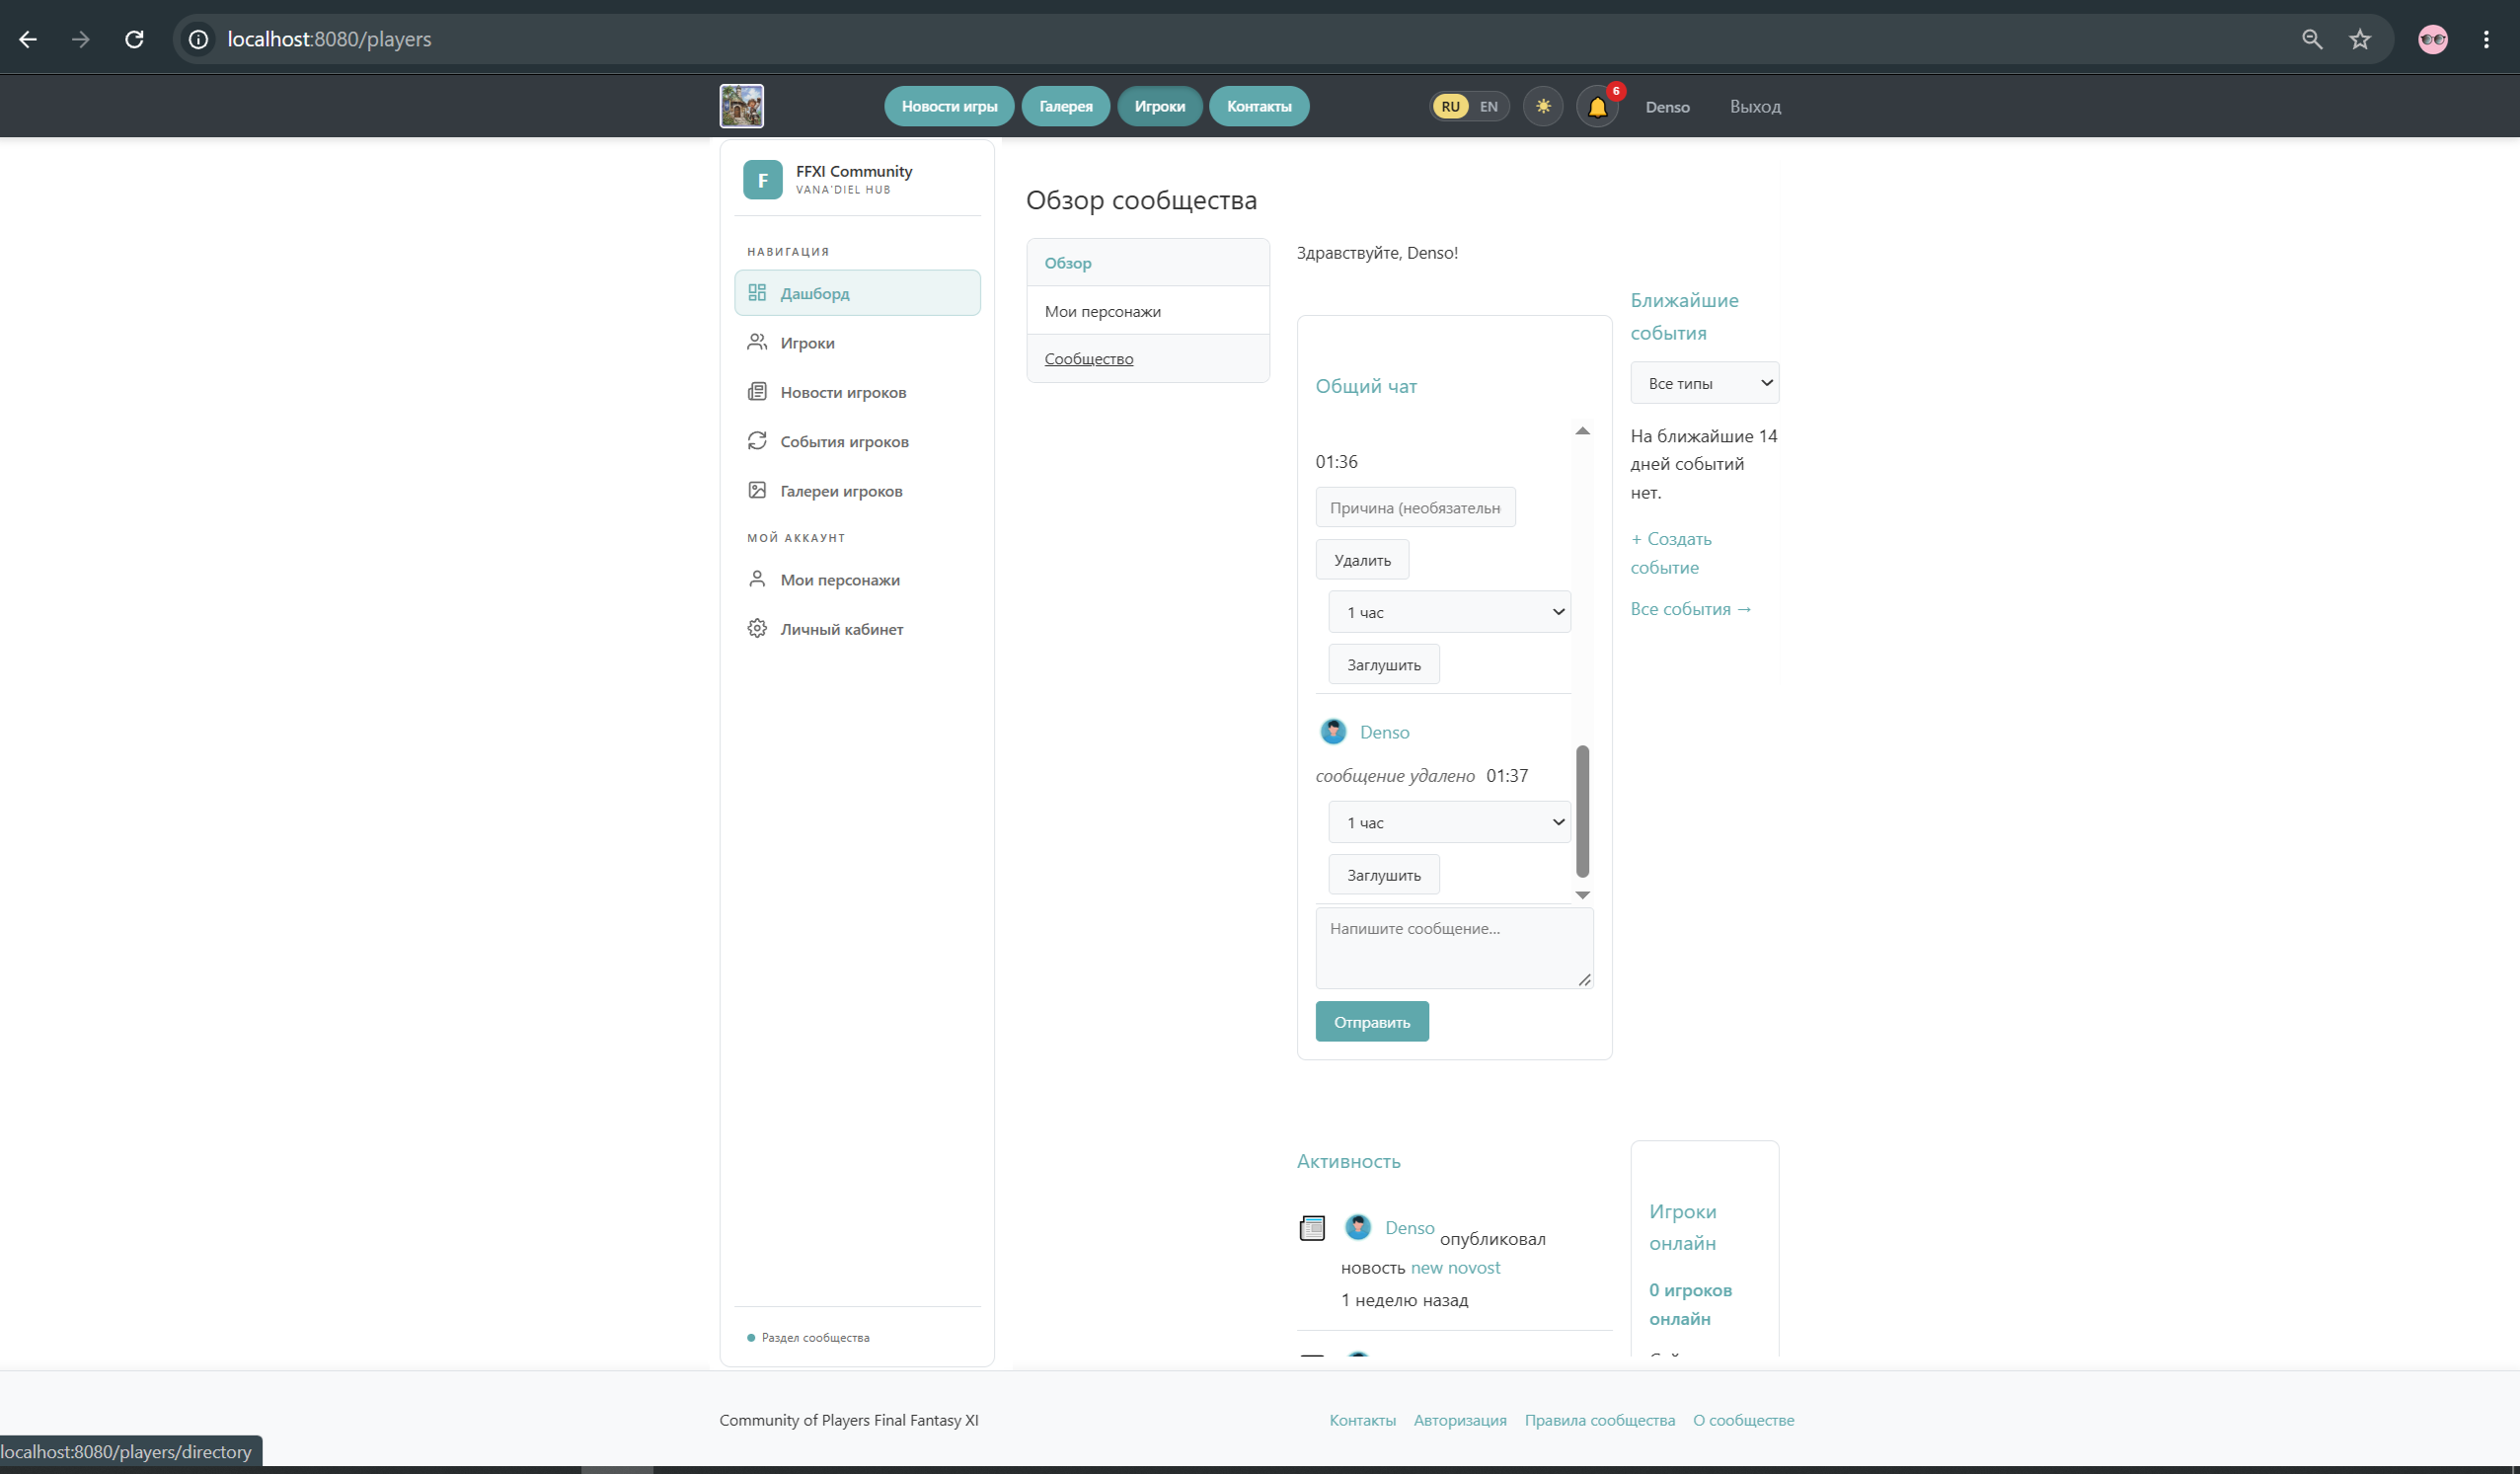 localhost:8080/players
Новости игры
Галерея
Игроки
Контакты
RU
EN
6
Denso
Выход
F
FFXI Community
VANA'DIEL HUB
НАВИГАЦИЯ
Дашборд
Игроки
Новости игроков
События игроков
Галереи игроков
МОЙ АККАУНТ
Мои персонажи
Личный кабинет
Раздел сообщества
Обзор сообщества
Обзор
Мои персонажи
Сообщество
Здравствуйте, Denso!
Общий чат
01:36
Причина (необязательн
Удалить
1 час
Заглушить
Denso
сообщение удалено 01:37
1 час
Заглушить
Напишите сообщение...
Отправить
Ближайшие
события
Все типы
На ближайшие 14
дней событий
нет.
+ Создать
событие
Все события →
Активность
Denso опубликовал
новость new novost
1 неделю назад
Игроки
онлайн
0 игроков
онлайн
Community of Players Final Fantasy XI
Контакты
Авторизация
Правила сообщества
О сообществе
localhost:8080/players/directory